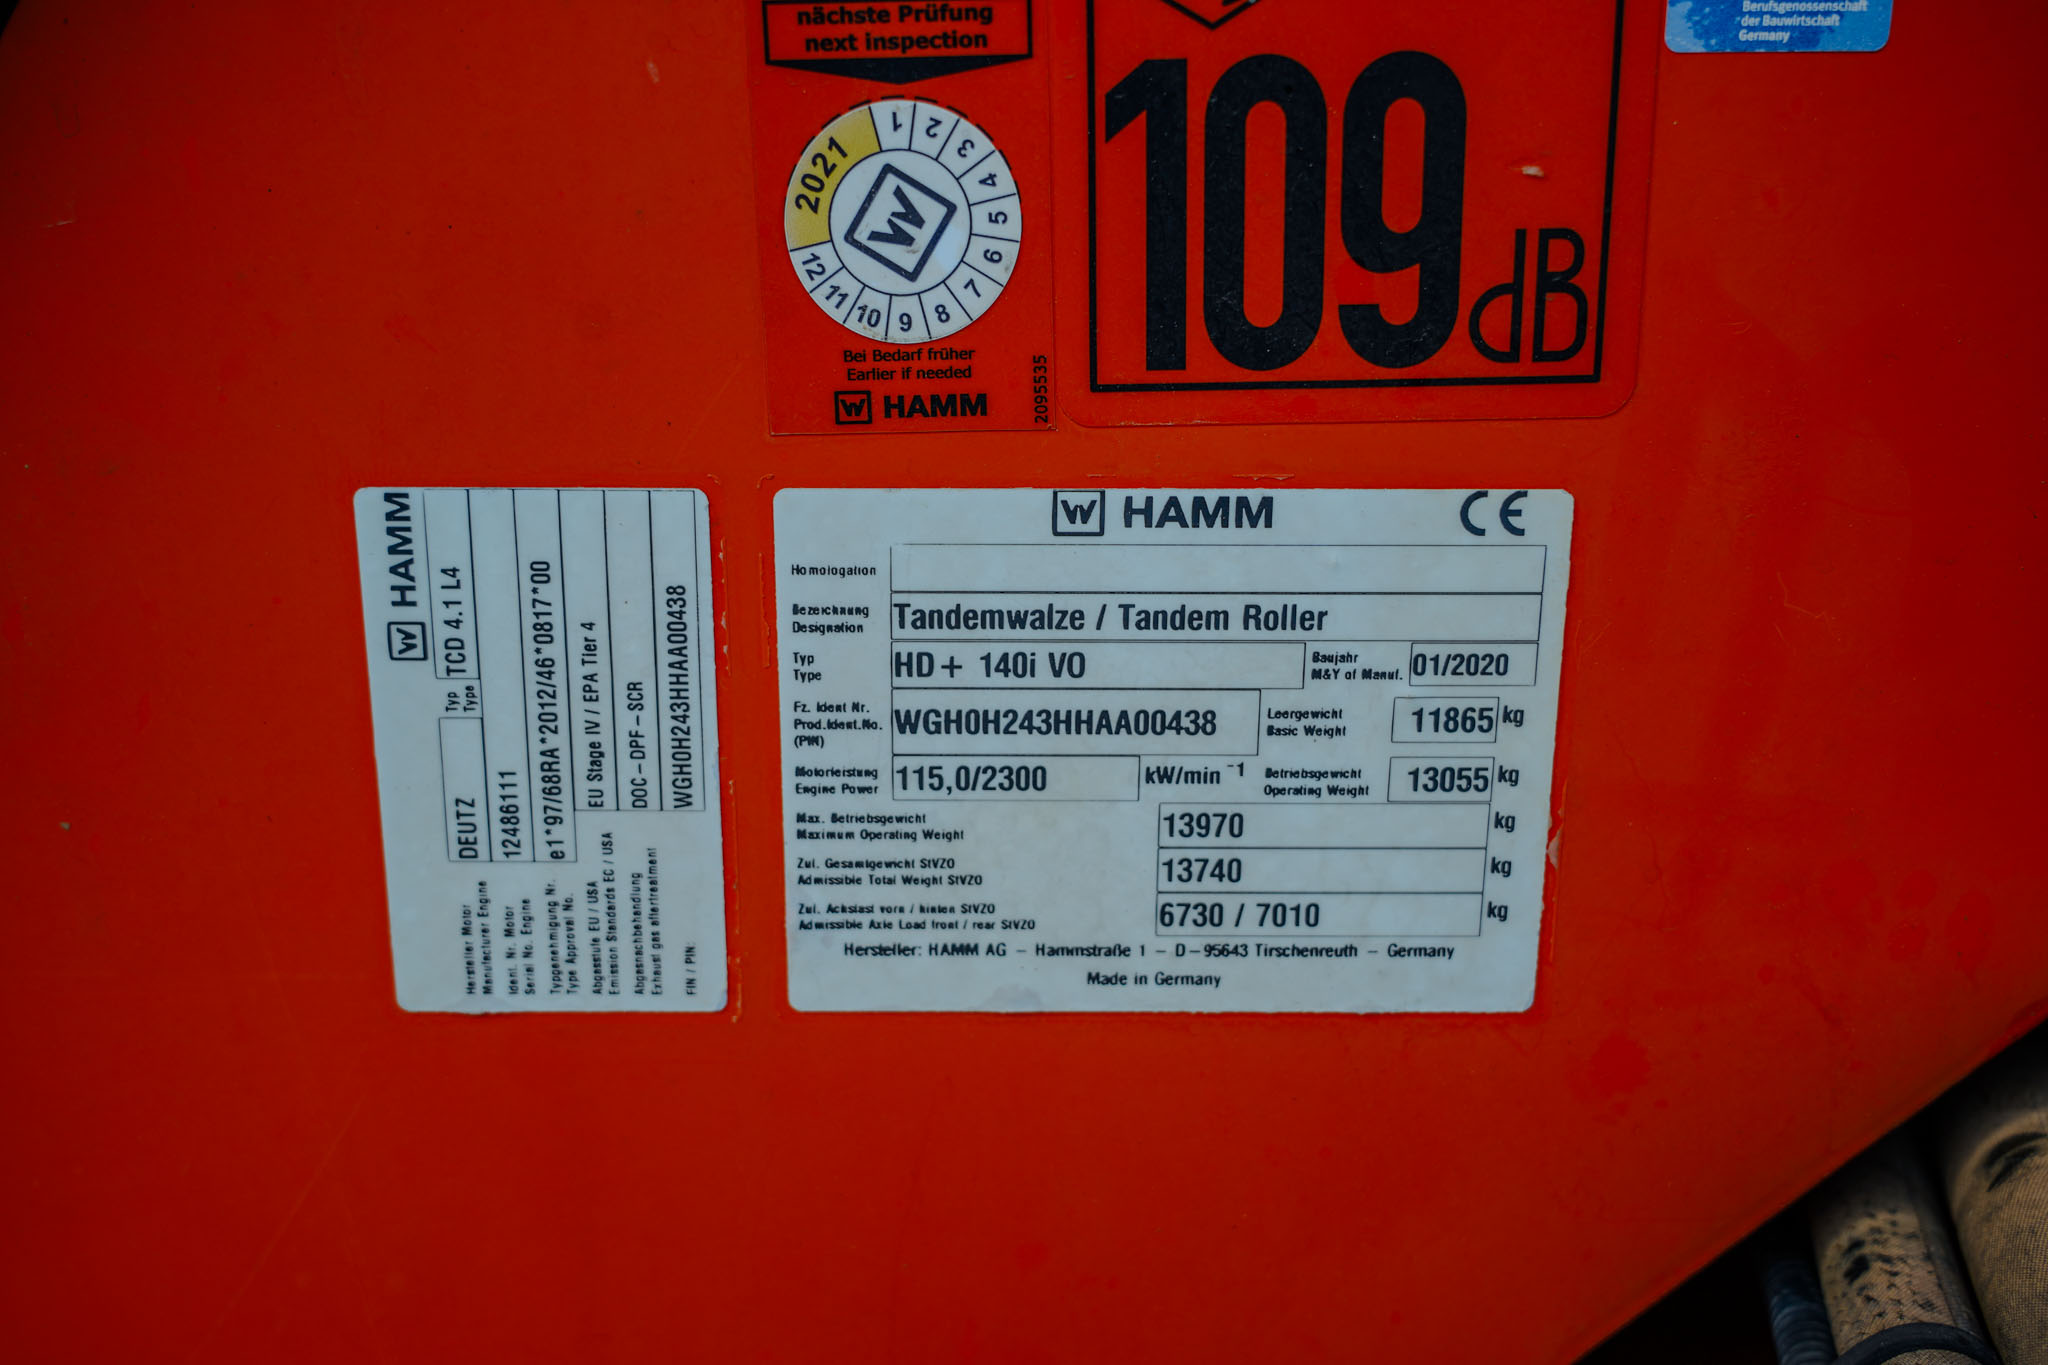 nächste Prüfung
next inspection
2021
1 2 3 4 5 6 7 8 9 10 11 12
Bei Bedarf früher
Earlier if needed
HAMM
2095535
109 dB
Berufsgenossenschaft
der Bauwirtschaft
Germany
HAMM
Hersteller Motor
Manufacturer Engine
DEUTZ
Typ
Type
TCD 4.1 L4
Ident. Nr. Motor
Serial No. Engine
12486111
Typgenehmigung Nr.
Type Approval No.
e1*97/68RA*2012/46*0817*00
Abgasstufe EU / USA
Emission Standards EC / USA
EU Stage IV / EPA Tier 4
Abgasnachbehandlung
Exhaust gas aftertreatment
DOC-DPF-SCR
FIN / PIN:
WGH0H243HHAA00438
HAMM CE
Homologation
Bezeichnung
Designation
Tandemwalze / Tandem Roller
Typ
Type
HD+ 140i VO
Baujahr
M&Y of Manuf.
01/2020
Fz. Ident Nr.
Prod.Ident.No.
(PIN)
WGH0H243HHAA00438
Leergewicht
Basic Weight
11865 kg
Motorleistung
Engine Power
115,0/2300 kW/min -1
Betriebsgewicht
Operating Weight
13055 kg
Max. Betriebsgewicht
Maximum Operating Weight
13970 kg
Zul. Gesamtgewicht StVZO
Admissible Total Weight StVZO
13740 kg
Zul. Achslast vorn / hinten StVZO
Admissible Axle Load front / rear StVZO
6730 / 7010 kg
Hersteller: HAMM AG - Hammstraße 1 - D-95643 Tirschenreuth - Germany
Made in Germany